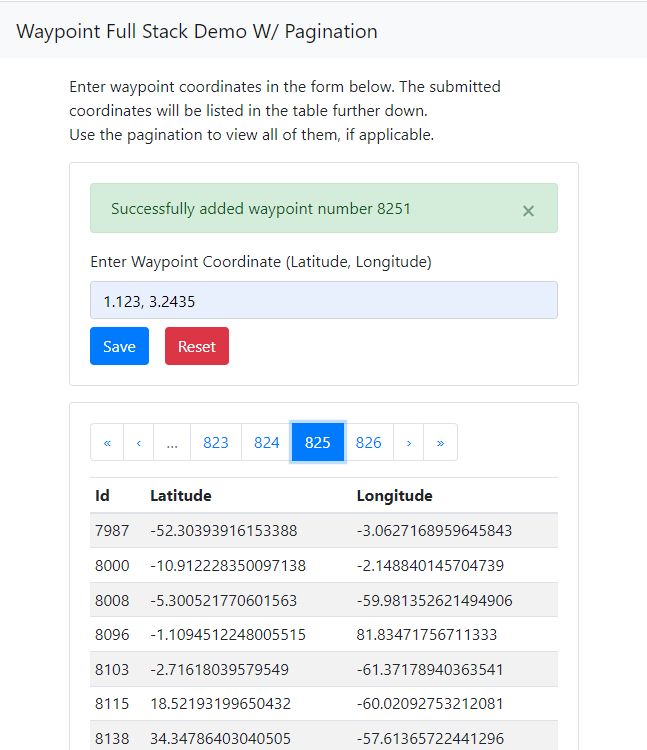 Waypoint Full Stack Demo W/ Pagination
Enter waypoint coordinates in the form below. The submitted
coordinates will be listed in the table further down.
Use the pagination to view all of them, if applicable.
Successfully added waypoint number 8251 ×
Enter Waypoint Coordinate (Latitude, Longitude)
1.123, 3.2435
Save Reset
« ‹ ... 823 824 825 826 › »
Id Latitude Longitude
7987 -52.30393916153388 -3.0627168959645843
8000 -10.912228350097138 -2.148840145704739
8008 -5.300521770601563 -59.981352621494906
8096 -1.1094512248005515 81.83471756711333
8103 -2.71618039579549 -61.37178940363541
8115 18.52193199650432 -60.02092753212081
8138 34.34786403040505 -57.61365722441296